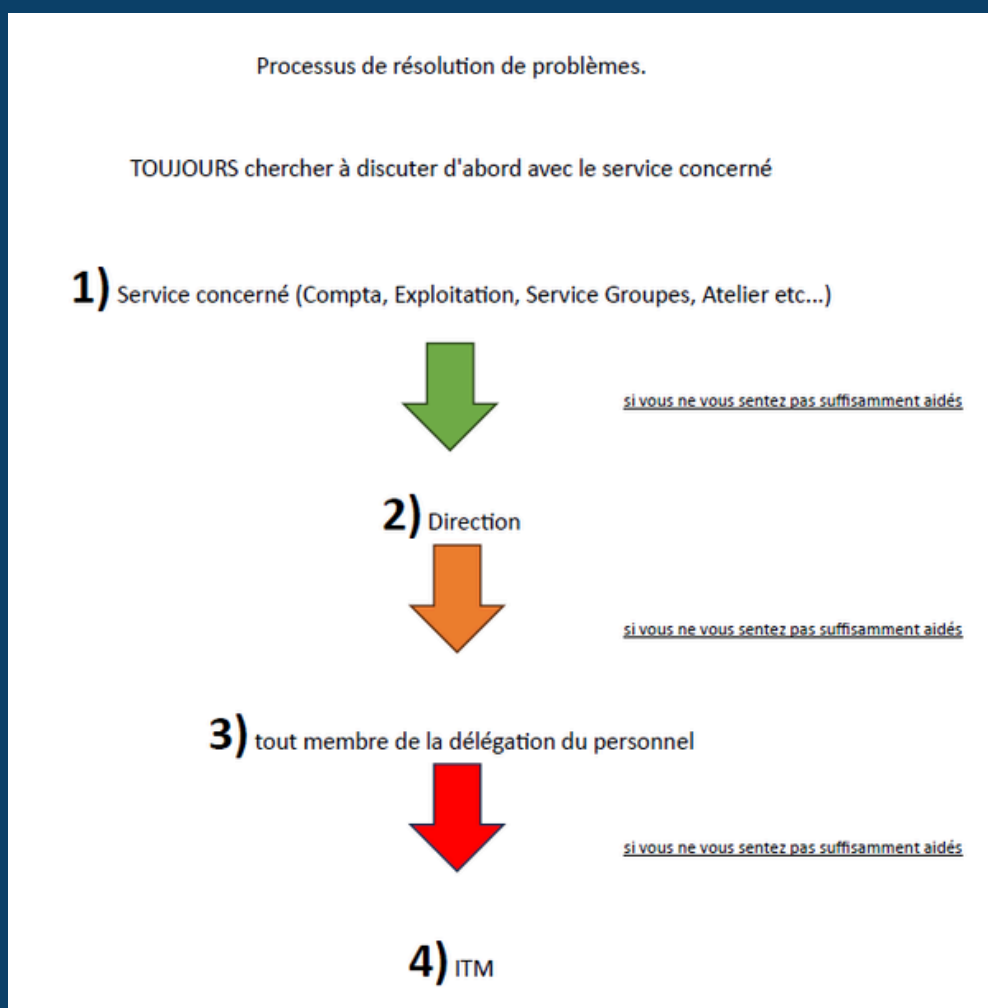 Processus de résolution de problèmes.
TOUJOURS chercher à discuter d'abord avec le service concerné
1) Service concerné (Compta, Exploitation, Service Groupes, Atelier etc...)
si vous ne vous sentez pas suffisamment aidés
2) Direction
si vous ne vous sentez pas suffisamment aidés
3) tout membre de la délégation du personnel
si vous ne vous sentez pas suffisamment aidés
4) ITM